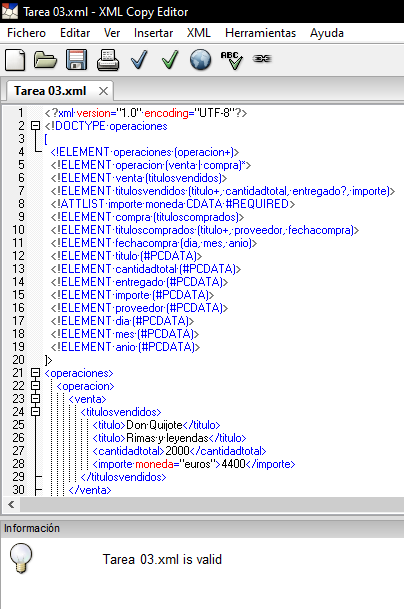 Tarea 03.xml - XML Copy Editor
Fichero Editar Ver Insertar XML Herramientas Ayuda
ABC
Tarea 03.xml
1 <?xml version="1.0" encoding="UTF-8"?>
2 <!DOCTYPE operaciones
3 [
4 <!ELEMENT operaciones (operacion+)>
5 <!ELEMENT operacion (venta | compra)*>
6 <!ELEMENT venta (titulosvendidos)>
7 <!ELEMENT titulosvendidos (titulo+, cantidadtotal, entregado?, importe)>
8 <!ATTLIST importe moneda CDATA #REQUIRED>
9 <!ELEMENT compra (tituloscomprados)>
10 <!ELEMENT tituloscomprados (titulo+, proveedor, fechacompra)>
11 <!ELEMENT fechacompra (dia, mes, anio)>
12 <!ELEMENT titulo (#PCDATA)>
13 <!ELEMENT cantidadtotal (#PCDATA)>
14 <!ELEMENT entregado (#PCDATA)>
15 <!ELEMENT importe (#PCDATA)>
16 <!ELEMENT proveedor (#PCDATA)>
17 <!ELEMENT dia (#PCDATA)>
18 <!ELEMENT mes (#PCDATA)>
19 <!ELEMENT anio (#PCDATA)>
20 ]>
21 <operaciones>
22 <operacion>
23 <venta>
24 <titulosvendidos>
25 <titulo>Don Quijote</titulo>
26 <titulo>Rimas y leyendas</titulo>
27 <cantidadtotal>2000</cantidadtotal>
28 <importe moneda="euros">4400</importe>
29 </titulosvendidos>
30 </venta>
Información
Tarea 03.xml is valid